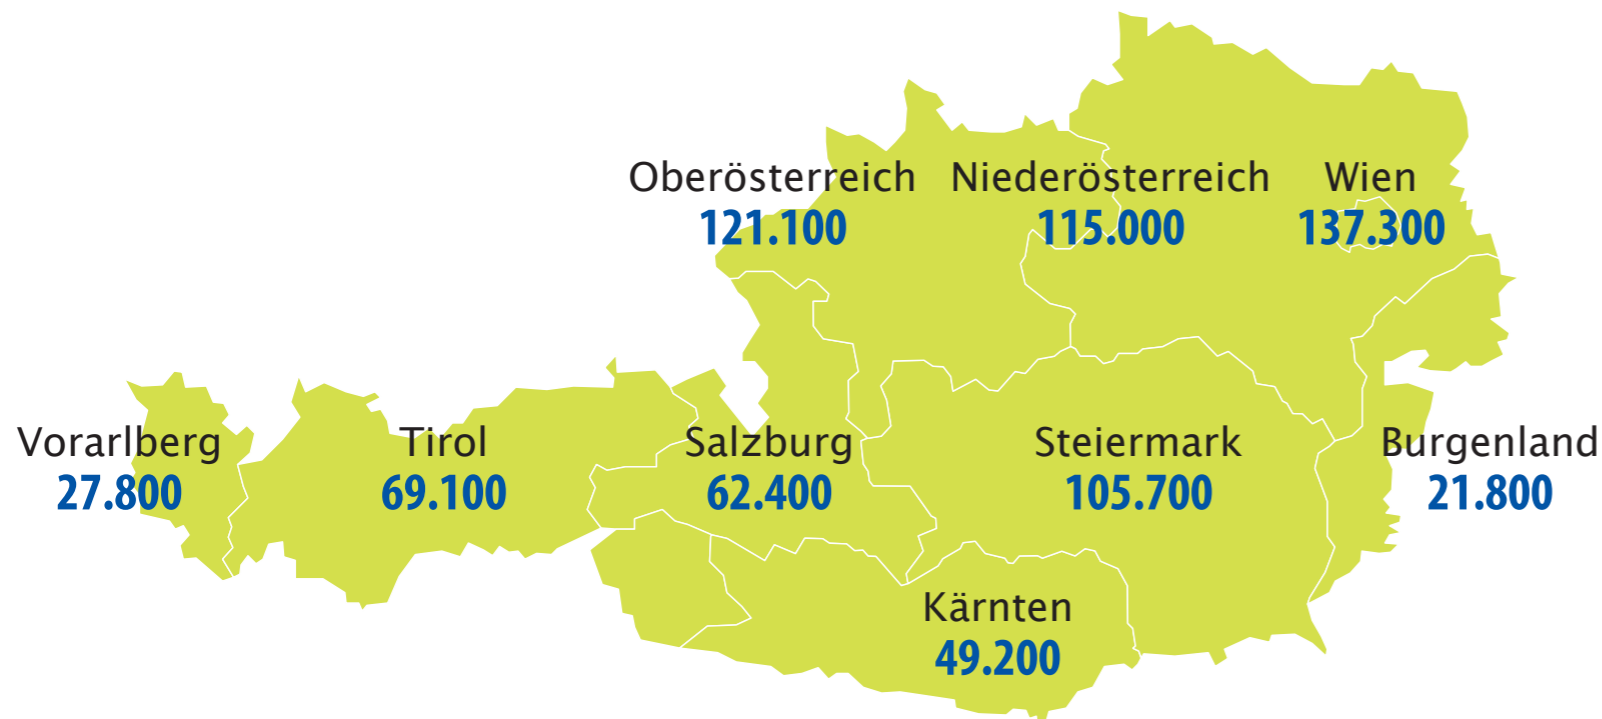 Oberösterreich Niederösterreich Wien
121.100 115.000 137.300
Vorarlberg Tirol Salzburg Steiermark Burgenland
27.800 69.100 62.400 105.700 21.800
Kärnten
49.200